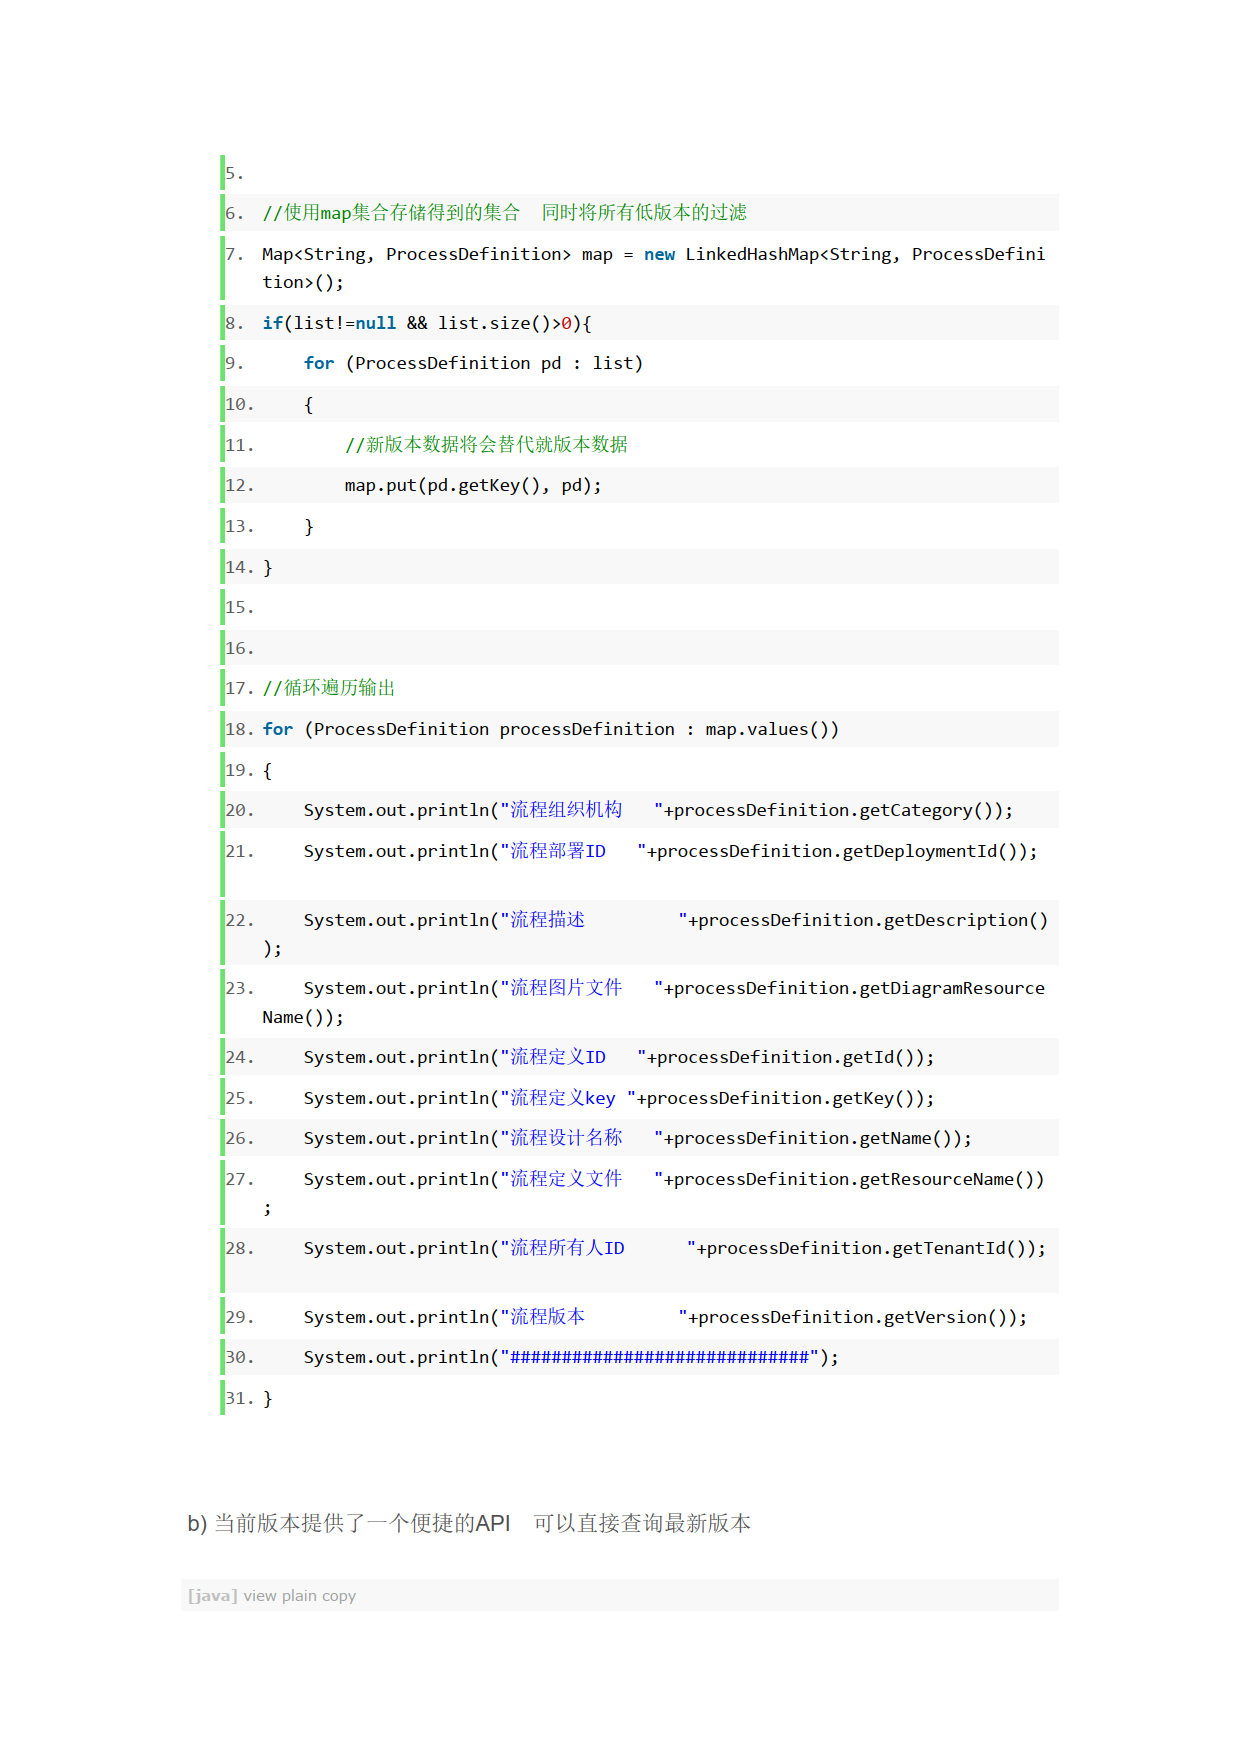 5.
6. //使用map集合存储得到的集合  同时将所有低版本的过滤
7. Map<String, ProcessDefinition> map = new LinkedHashMap<String, ProcessDefini
tion>();
8. if(list!=null && list.size()>0){
9.     for (ProcessDefinition pd : list)
10.     {
11.         //新版本数据将会替代就版本数据
12.         map.put(pd.getKey(), pd);
13.     }
14. }
15.
16.
17. //循环遍历输出
18. for (ProcessDefinition processDefinition : map.values())
19. {
20.     System.out.println("流程组织机构   "+processDefinition.getCategory());
21.     System.out.println("流程部署ID   "+processDefinition.getDeploymentId());
22.     System.out.println("流程描述         "+processDefinition.getDescription()
);
23.     System.out.println("流程图片文件   "+processDefinition.getDiagramResource
Name());
24.     System.out.println("流程定义ID   "+processDefinition.getId());
25.     System.out.println("流程定义key "+processDefinition.getKey());
26.     System.out.println("流程设计名称   "+processDefinition.getName());
27.     System.out.println("流程定义文件   "+processDefinition.getResourceName())
;
28.     System.out.println("流程所有人ID      "+processDefinition.getTenantId());
29.     System.out.println("流程版本         "+processDefinition.getVersion());
30.     System.out.println("#############################");
31. }
b) 当前版本提供了一个便捷的API  可以直接查询最新版本
[java] view plain copy